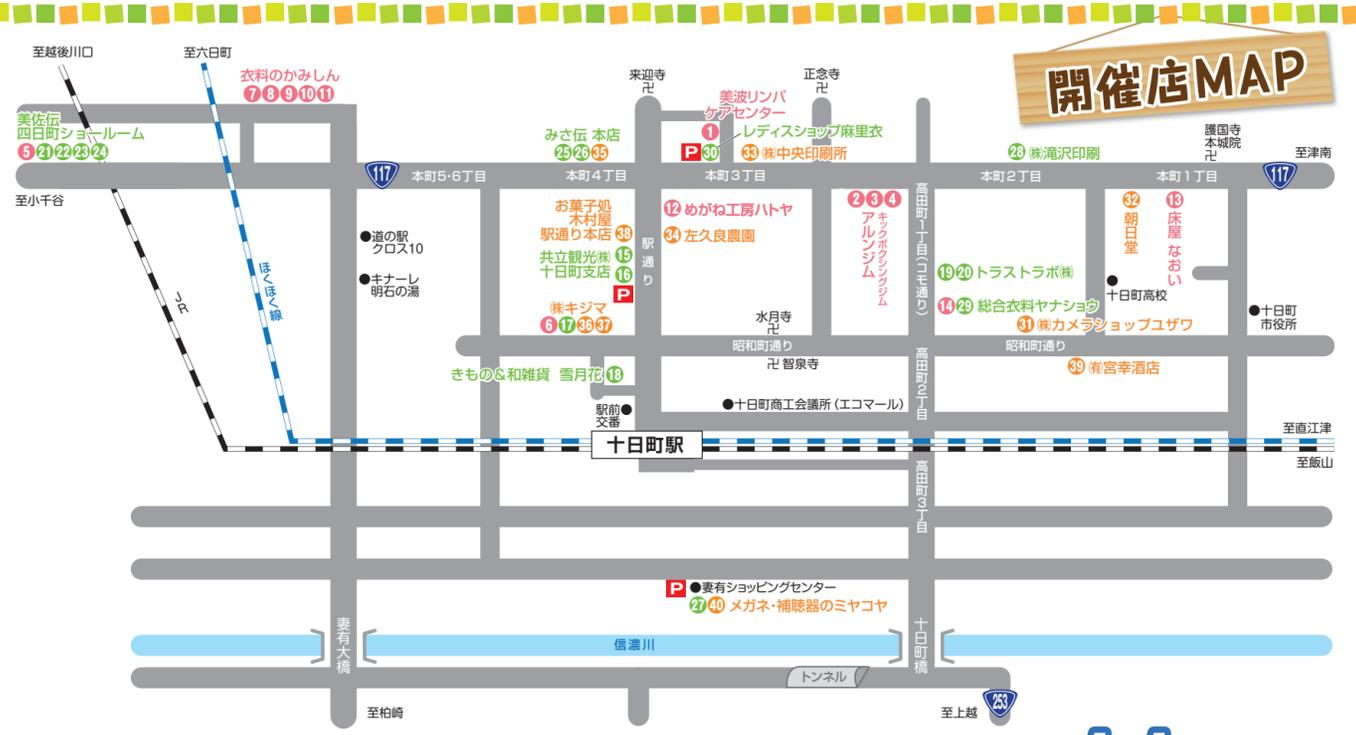 開催店MAP
至越後川口
至六日町
衣料のかみしん
7 8 9 10 11
美佐伝
四日町ショールーム
5 21 22 23 24
至小千谷
117
本町5・6丁目
みさ伝 本店
25 26 35
本町4丁目
来迎寺
卍
美波リンパ
ケアセンター
1
レディスショップ麻里衣
P 30
33 ㈱中央印刷所
本町3丁目
正念寺
卍
28 ㈱滝沢印刷
本町2丁目
護国寺
本城院
卍
本町1丁目
117
至津南
道の駅
クロス10
キナーレ
明石の湯
JR
ほくほく線
お菓子処
木村屋
駅通り本店 38
共立観光㈱ 15
十日町支店 16
P
㈱キジマ
6 17 36 37
駅通り
12 めがね工房ハトヤ
34 左久良農園
2 3 4
キックボクシングジム
アルンジム
高田町1丁目(コモ通り)
32
朝日堂
13
床屋 なおい
19 20 トラストラボ㈱
十日町高校
14 29 総合衣料ヤナショウ
31 ㈱カメラショップユザワ
十日町
市役所
水月寺
卍
昭和町通り
昭和町通り
卍 智泉寺
高田町2丁目
39 ㈲宮幸酒店
きもの&和雑貨 雪月花 18
駅前
交番
十日町商工会議所(エコマール)
十日町駅
至直江津
至飯山
高田町3丁目
P 妻有ショッピングセンター
27 40 メガネ・補聴器のミヤコヤ
妻有大橋
信濃川
十日町橋
トンネル
至柏崎
至上越
253